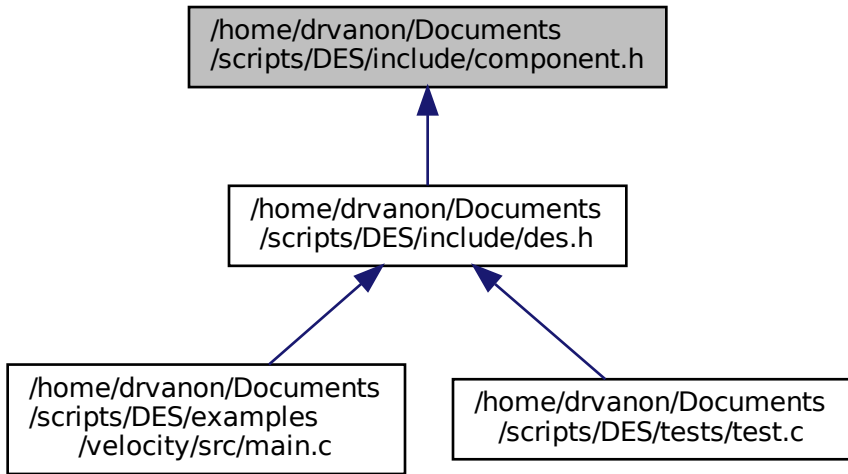 /home/drvanon/Documents
/scripts/DES/include/component.h
/home/drvanon/Documents
/scripts/DES/include/des.h
/home/drvanon/Documents
/scripts/DES/examples
/velocity/src/main.c
/home/drvanon/Documents
/scripts/DES/tests/test.c